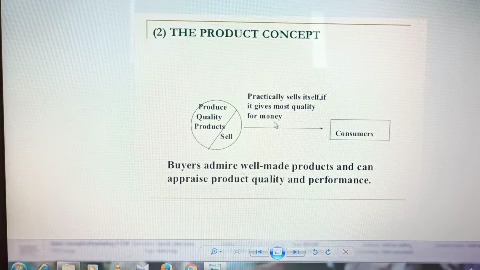 (2) THE PRODUCT CONCEPT
Practically sells itself,if
it gives most quality
for money
Produce
Quality
Products
Sell
Consumers
Buyers admire well-made products and can
appraise product quality and performance.